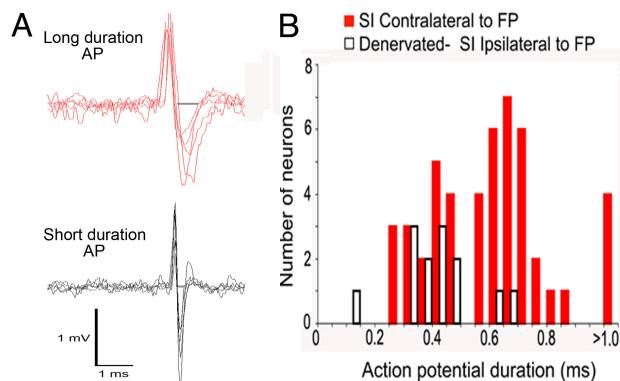 A
Long duration
AP
Short duration
AP
1 mV
1 ms
B
SI Contralateral to FP
Denervated- SI Ipsilateral to FP
Number of neurons
8
6
4
2
0
0 0.2 0.4 0.6 0.8 >1.0
Action potential duration (ms)